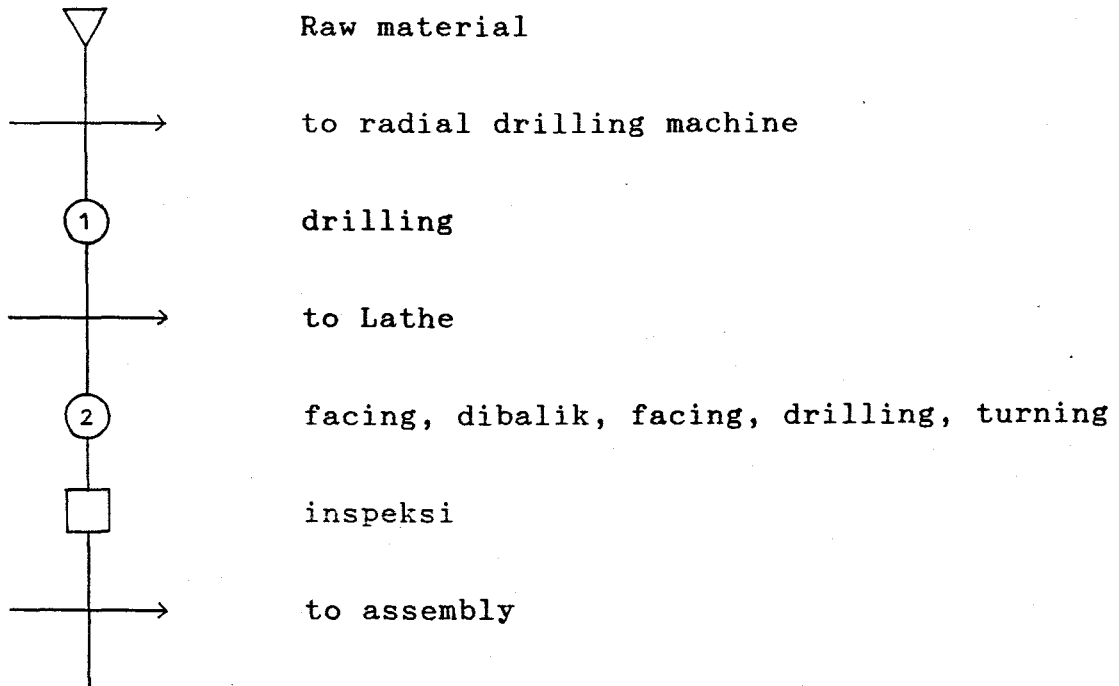 Raw material
to radial drilling machine
1 drilling
to Lathe
2 facing, dibalik, facing, drilling, turning
inspeksi
to assembly